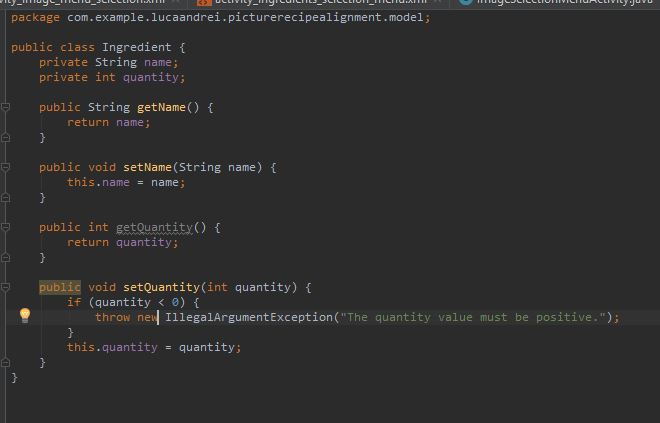 activity_ingredients_selection_menu.xml
ImageSelectionMenuActivity.java
package com.example.lucaandrei.picturerecipealignment.model;
public class Ingredient {
private String name;
private int quantity;
public String getName() {
return name;
}
public void setName(String name) {
this.name = name;
}
public int getQuantity() {
return quantity;
}
public void setQuantity(int quantity) {
if (quantity < 0) {
throw new IllegalArgumentException("The quantity value must be positive.");
}
this.quantity = quantity;
}
}